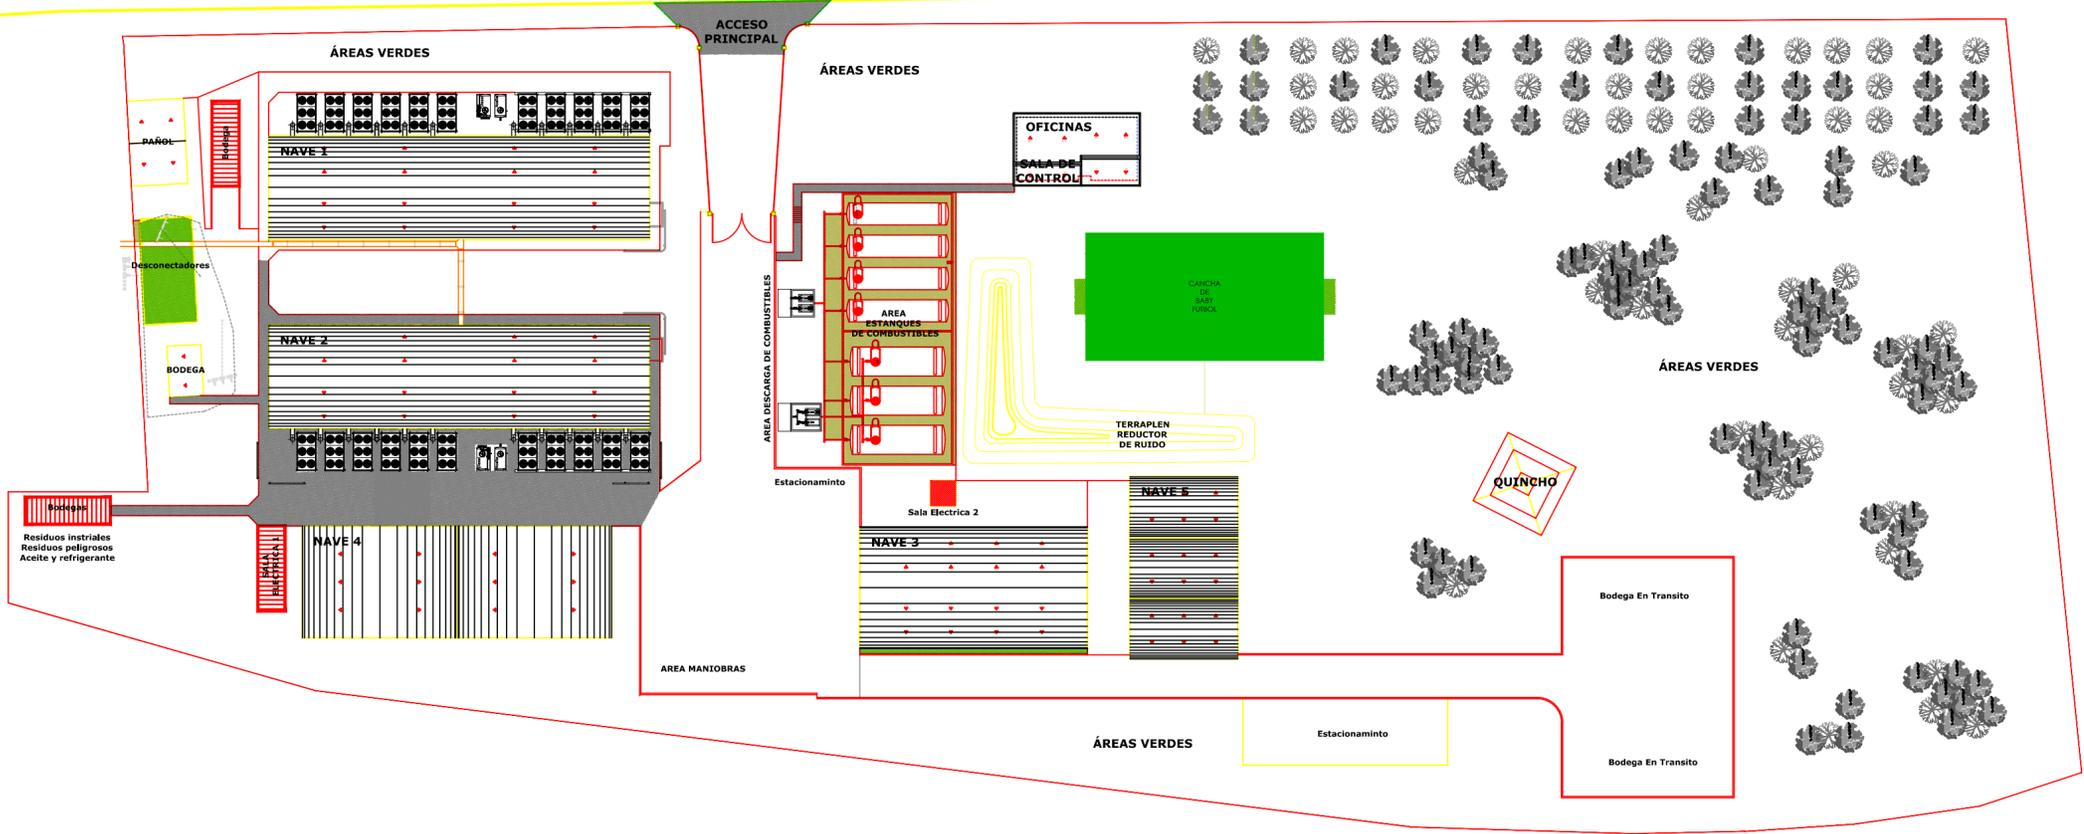 ACCESO
PRINCIPAL
ÁREAS VERDES
ÁREAS VERDES
PAÑOL
Bodega
NAVE 1
OFICINAS
SALA DE
CONTROL
Desconectadores
AREA DESCARGA DE COMBUSTIBLES
AREA
ESTANQUES
DE COMBUSTIBLES
CANCHA
DE
BABY
FUTBOL
NAVE 2
BODEGA
ÁREAS VERDES
TERRAPLEN
REDUCTOR
DE RUIDO
Estacionaminto
QUINCHO
NAVE 5
Bodegas
Sala Electrica 2
Residuos instriales
Residuos peligrosos
Aceite y refrigerante
SALA
ELECTRICA 1
NAVE 4
NAVE 3
Bodega En Transito
AREA MANIOBRAS
ÁREAS VERDES
Estacionaminto
Bodega En Transito